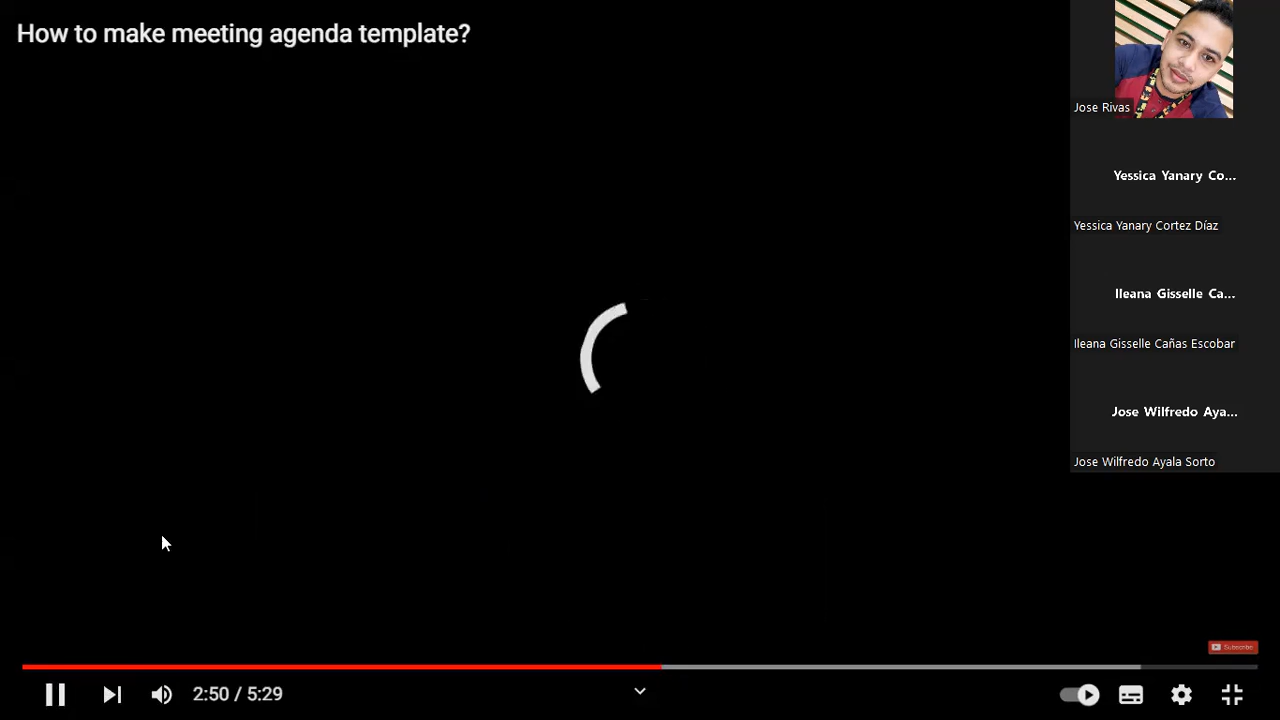 How to make meeting agenda template?
Jose Rivas
Yessica Yanary Co...
Yessica Yanary Cortez Díaz
Ileana Gisselle Ca...
Ileana Gisselle Cañas Escobar
Jose Wilfredo Aya...
Jose Wilfredo Ayala Sorto
Subscribe
2:50 / 5:29